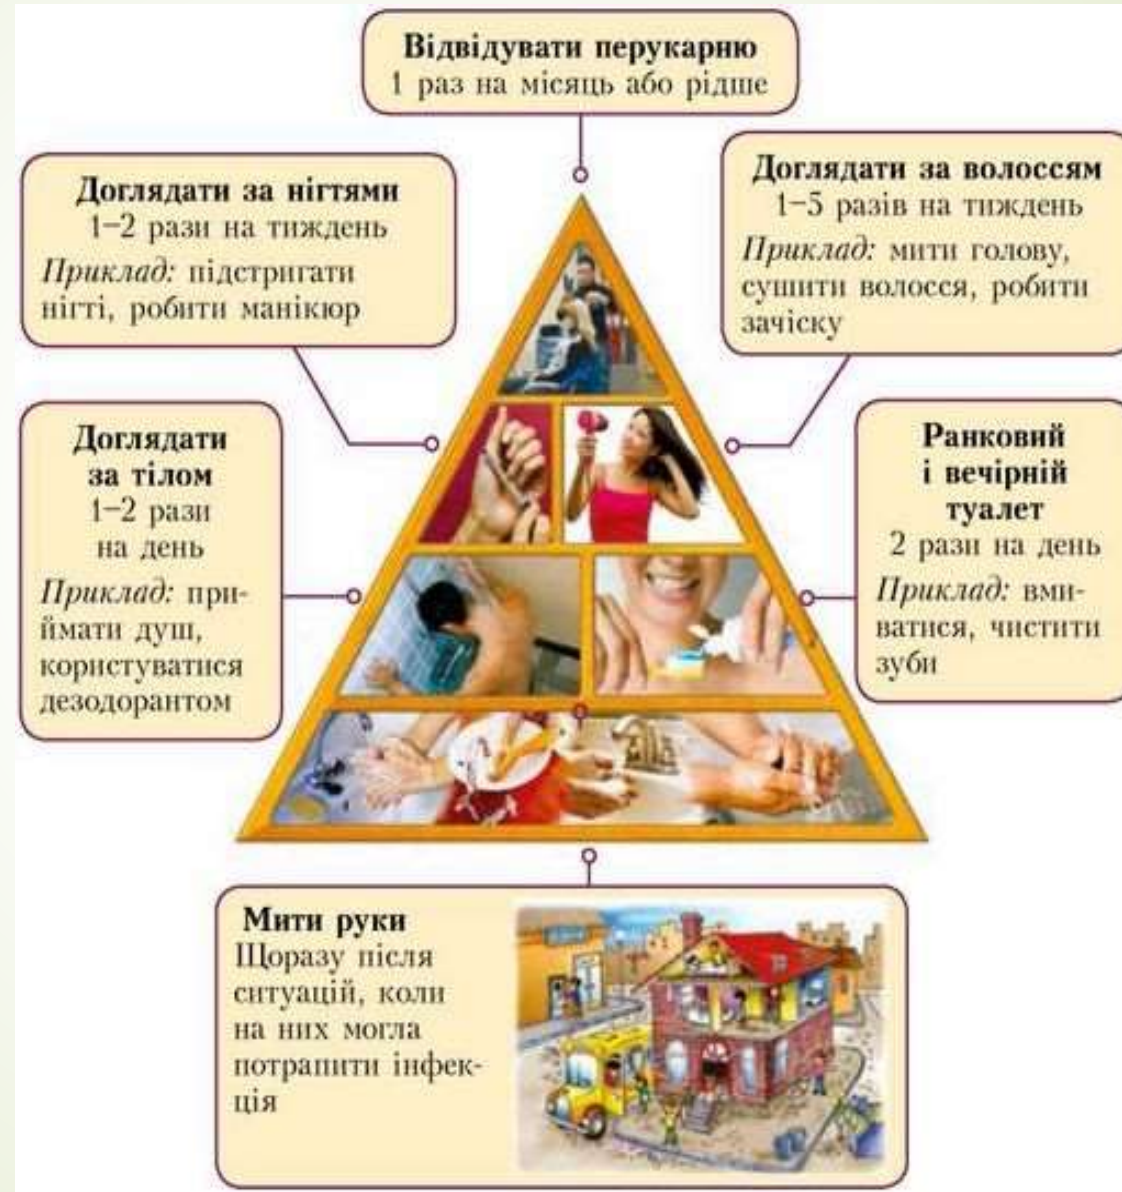 Відвідувати перукарню
1 раз на місяць або рідше
Доглядати за нігтями
1–2 рази на тиждень
Приклад: підстригати
нігті, робити манікюр
Доглядати за волоссям
1–5 разів на тиждень
Приклад: мити голову,
сушити волосся, робити
зачіску
Доглядати
за тілом
1–2 рази
на день
Приклад: при-
ймати душ,
користуватися
дезодорантом
Ранковий
і вечірній
туалет
2 рази на день
Приклад: вми-
ватися, чистити
зуби
Мити руки
Щоразу після
ситуацій, коли
на них могла
потрапити інфек-
ція